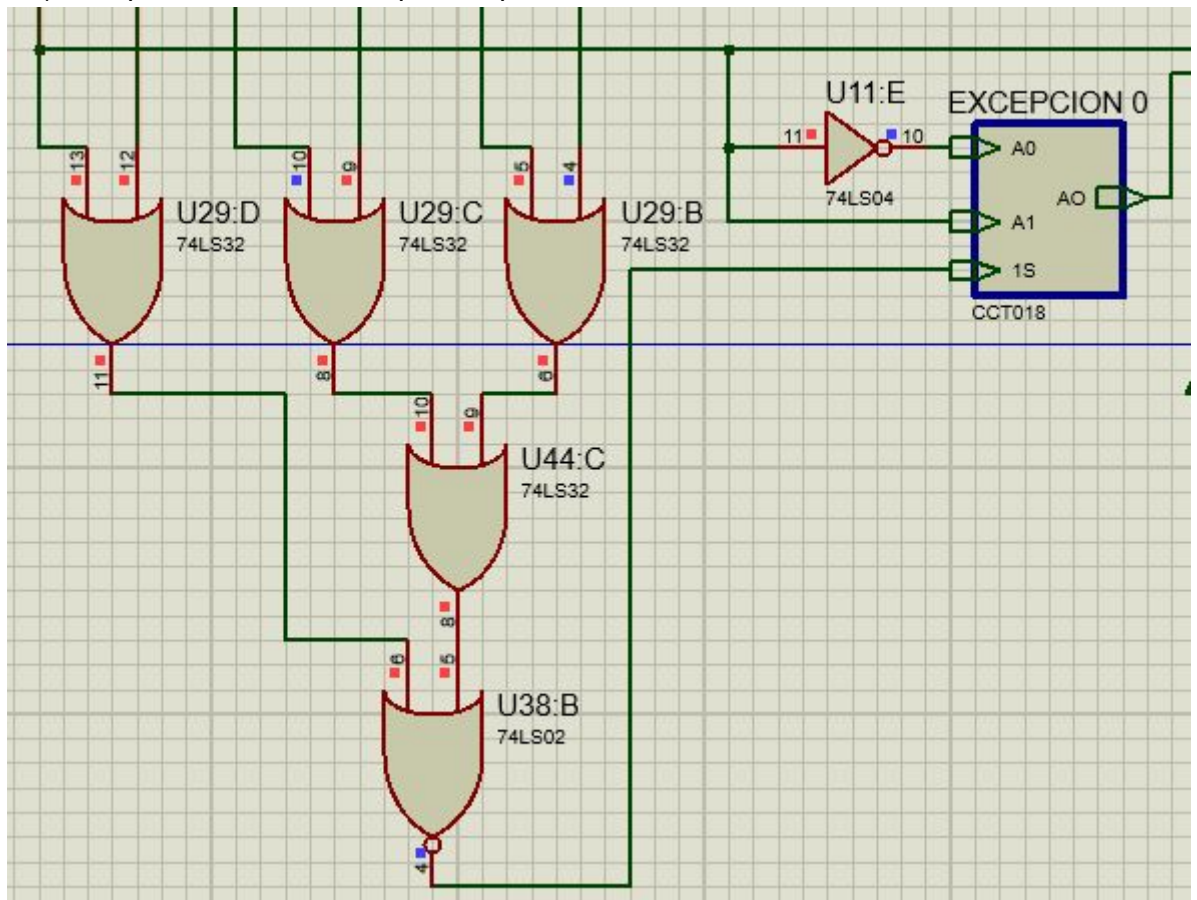 U11:E
EXCEPCION 0
13
12
10
9
5
4
11
10
A0
74LS04
AO
U29:D
74LS32
U29:C
74LS32
U29:B
74LS32
A1
1S
CCT018
11
8
6
10
9
U44:C
74LS32
8
6
5
U38:B
74LS02
4